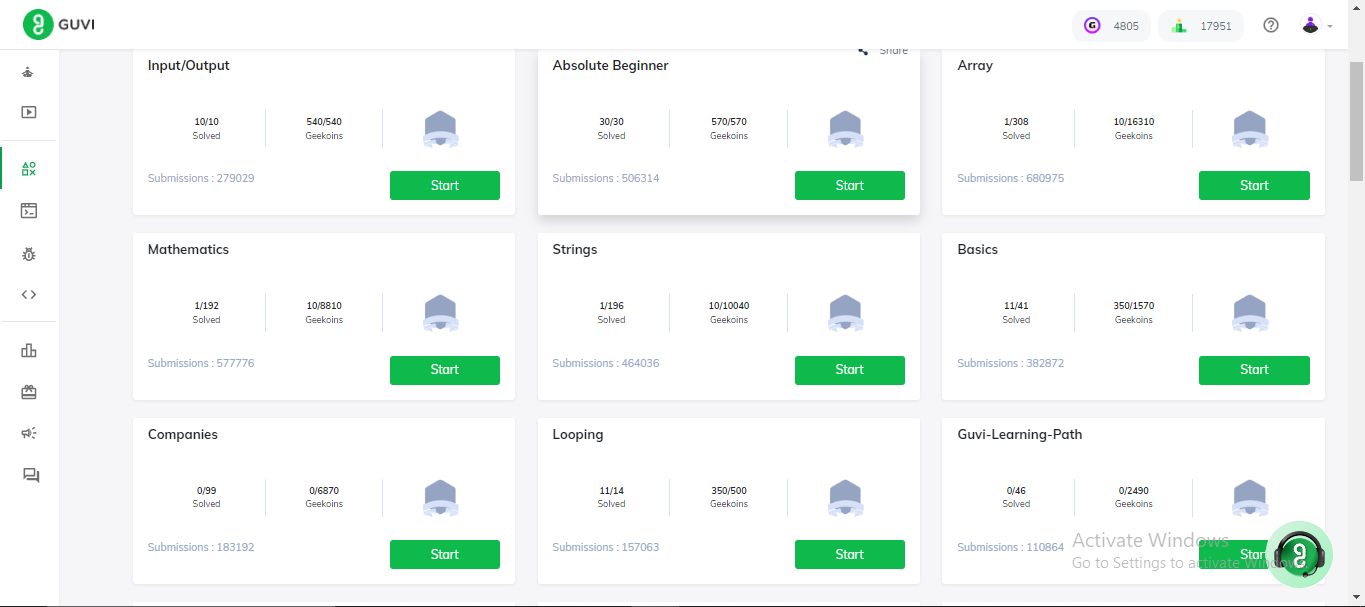 GUVI
4805
17951
Share
Input/Output
Absolute Beginner
Array
10/10
Solved
540/540
Geekoins
30/30
Solved
570/570
Geekoins
1/308
Solved
10/16310
Geekoins
Submissions : 279029
Start
Submissions : 506314
Start
Submissions : 680975
Start
Mathematics
Strings
Basics
1/192
Solved
10/8810
Geekoins
1/196
Solved
10/10040
Geekoins
11/41
Solved
350/1570
Geekoins
Submissions : 577776
Start
Submissions : 464036
Start
Submissions : 382872
Start
Companies
Looping
Guvi-Learning-Path
0/99
Solved
0/6870
Geekoins
11/14
Solved
350/500
Geekoins
0/46
Solved
0/2490
Geekoins
Submissions : 183192
Start
Submissions : 157063
Start
Submissions : 110864
Start
Activate Windows
Go to Settings to activate Windows.